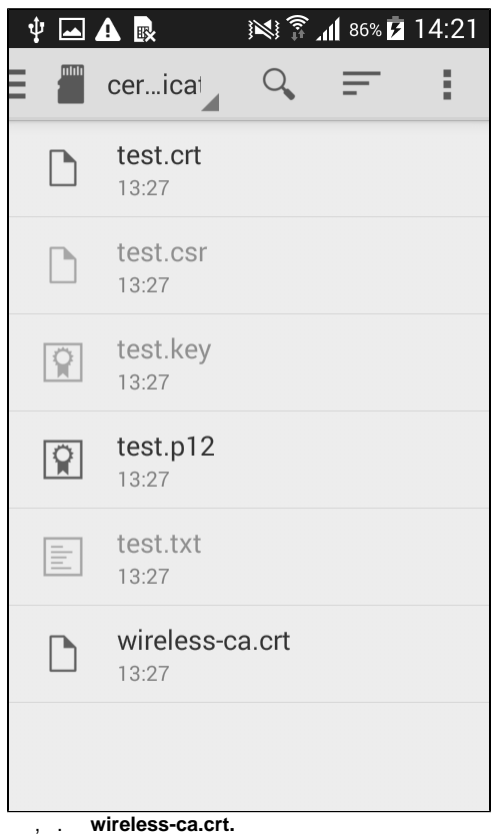 86% 14:21
cer...icat
test.crt
13:27
test.csr
13:27
test.key
13:27
test.p12
13:27
test.txt
13:27
wireless-ca.crt
13:27
, . wireless-ca.crt.